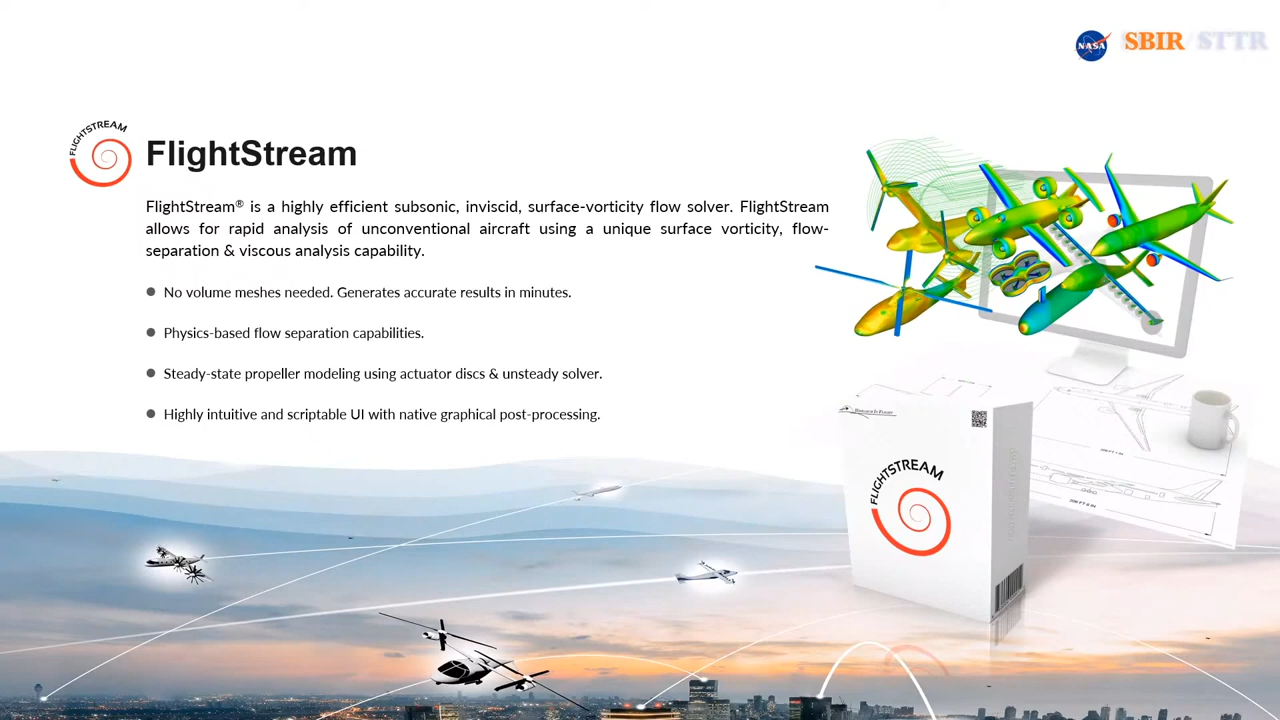 NASA
SBIR / STTR
FLIGHTSTREAM
FlightStream
FlightStream® is a highly efficient subsonic, inviscid, surface-vorticity flow solver. FlightStream
allows for rapid analysis of unconventional aircraft using a unique surface vorticity, flow-
separation & viscous analysis capability.
No volume meshes needed. Generates accurate results in minutes.
Physics-based flow separation capabilities.
Steady-state propeller modeling using actuator discs & unsteady solver.
Highly intuitive and scriptable UI with native graphical post-processing.
FLIGHTSTREAM